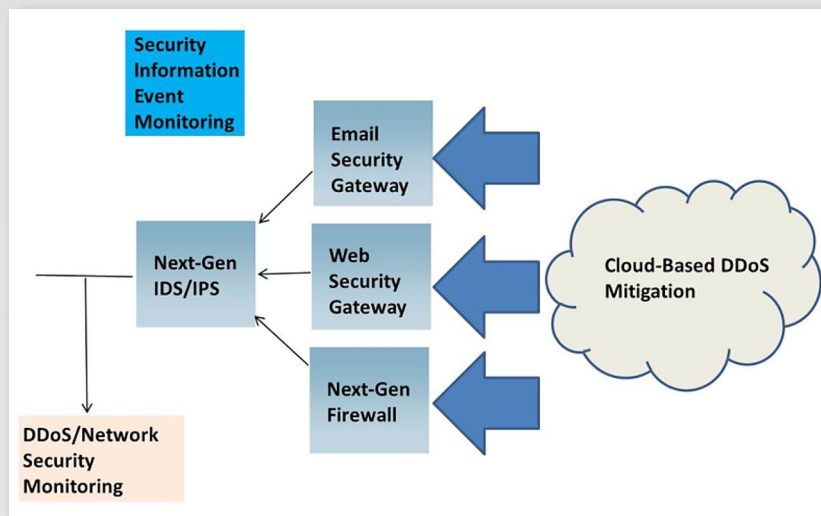 Security
Information
Event
Monitoring
Email
Security
Gateway
Next-Gen
IDS/IPS
Web
Security
Gateway
Cloud-Based DDoS
Mitigation
Next-Gen
Firewall
DDoS/Network
Security
Monitoring